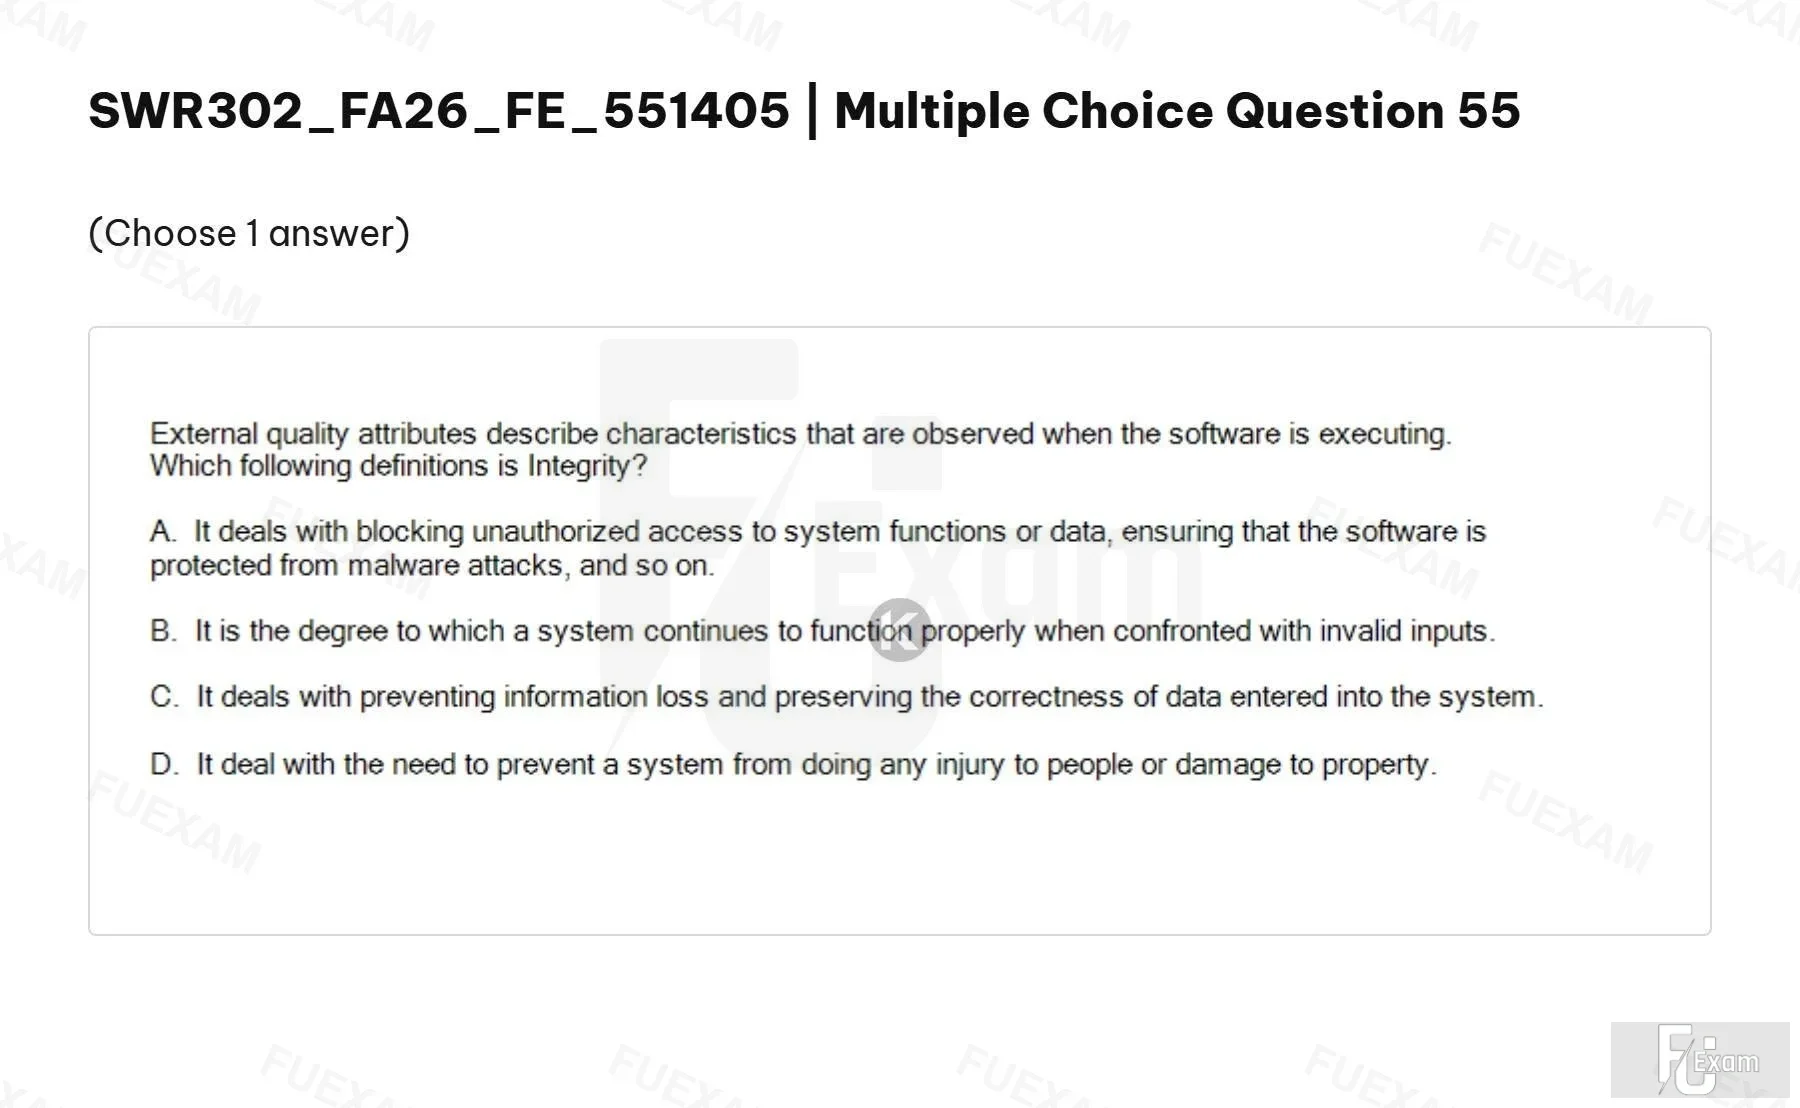 SWR302_FA26_FE_551405 | Multiple Choice Question 55
(Choose 1 answer)
External quality attributes describe characteristics that are observed when the software is executing.
Which following definitions is Integrity?
A. It deals with blocking unauthorized access to system functions or data, ensuring that the software is
protected from malware attacks, and so on.
B. It is the degree to which a system continues to function properly when confronted with invalid inputs.
C. It deals with preventing information loss and preserving the correctness of data entered into the system.
D. It deal with the need to prevent a system from doing any injury to people or damage to property.
FUEXAM
FU Exam